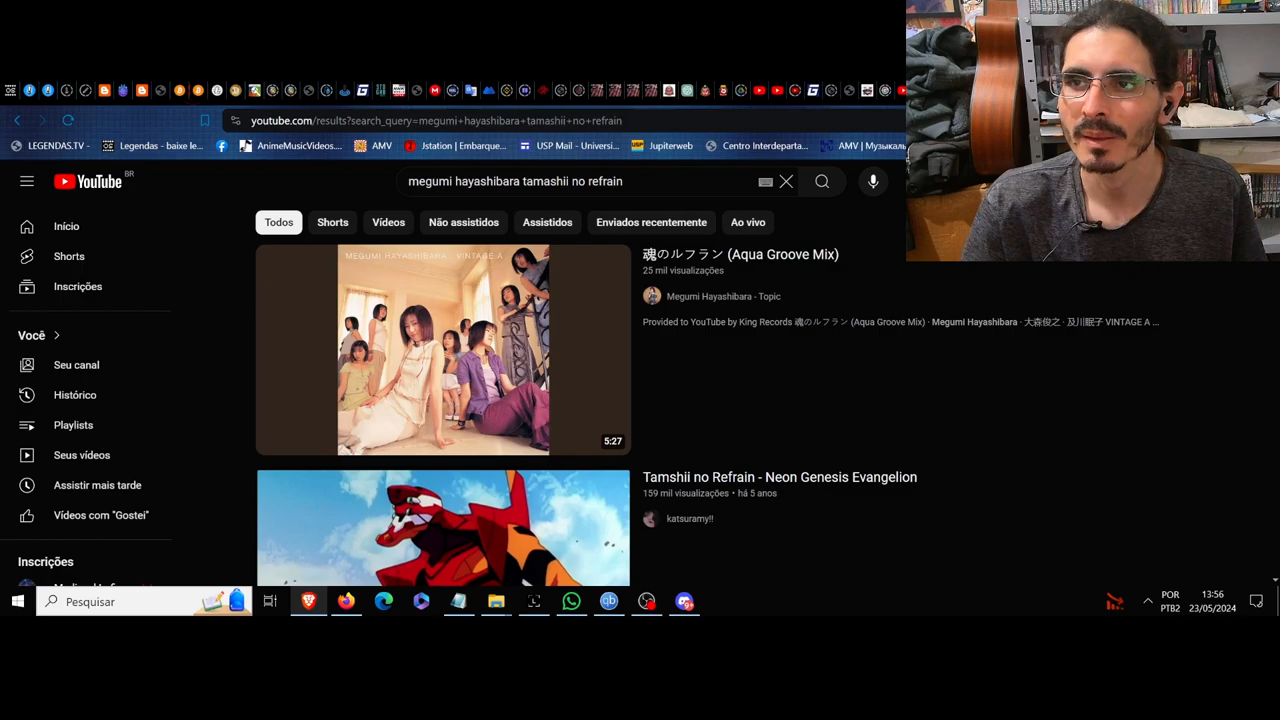 youtube.com/results?search_query=megumi+hayashibara+tamashii+no+refrain
LEGENDAS.TV -
Legendas - baixe le...
AnimeMusicVideos....
AMV
Jstation | Embarque...
USP Mail - Universi...
Jupiterweb
Centro Interdeparta...
AMV | Музыкаль
YouTube BR
megumi hayashibara tamashii no refrain
Todos
Shorts
Vídeos
Não assistidos
Assistidos
Enviados recentemente
Ao vivo
Início
Shorts
Inscrições
Você
Seu canal
Histórico
Playlists
Seus vídeos
Assistir mais tarde
Vídeos com "Gostei"
Inscrições
MEGUMI HAYASHIBARA - VINTAGE A
5:27
魂のルフラン (Aqua Groove Mix)
25 mil visualizações
Megumi Hayashibara - Topic
Provided to YouTube by King Records 魂のルフラン (Aqua Groove Mix) · Megumi Hayashibara · 大森俊之 · 及川眠子 VINTAGE A ...
Tamshii no Refrain - Neon Genesis Evangelion
159 mil visualizações • há 5 anos
katsuramy!!
Pesquisar
POR
PTB2
13:56
23/05/2024